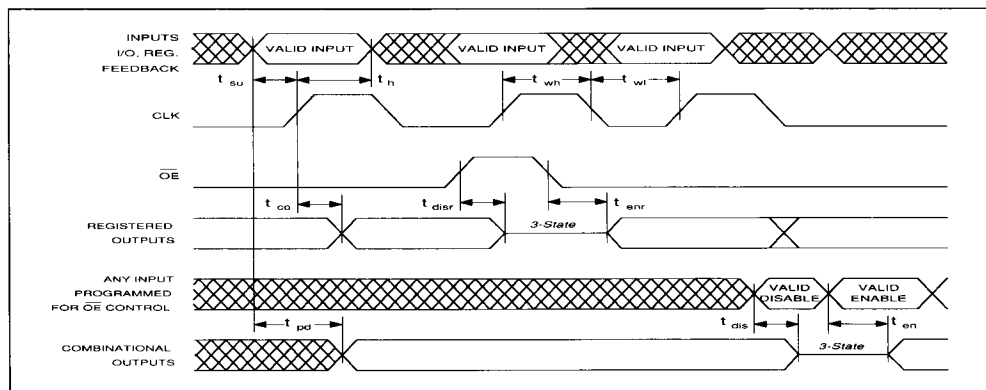 INPUTS
I/O, REG.
FEEDBACK
VALID INPUT
VALID INPUT
VALID INPUT
t su
t h
t wh
t wl
CLK
OE
t co
t disr
t enr
REGISTERED
OUTPUTS
3-State
ANY INPUT
PROGRAMMED
FOR OE CONTROL
VALID
DISABLE
VALID
ENABLE
t pd
t dis
t en
COMBINATIONAL
OUTPUTS
3-State